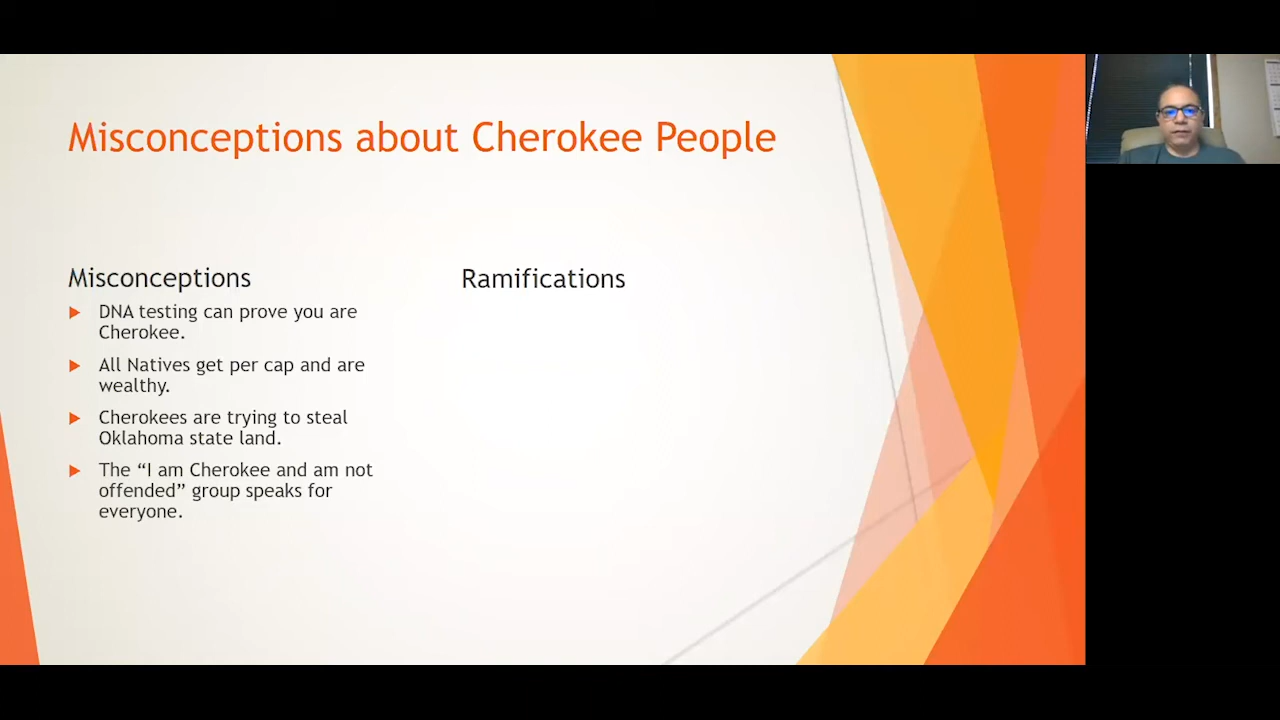 Misconceptions about Cherokee People
Misconceptions
DNA testing can prove you are
Cherokee.
All Natives get per cap and are
wealthy.
Cherokees are trying to steal
Oklahoma state land.
The “I am Cherokee and am not
offended” group speaks for
everyone.
Ramifications